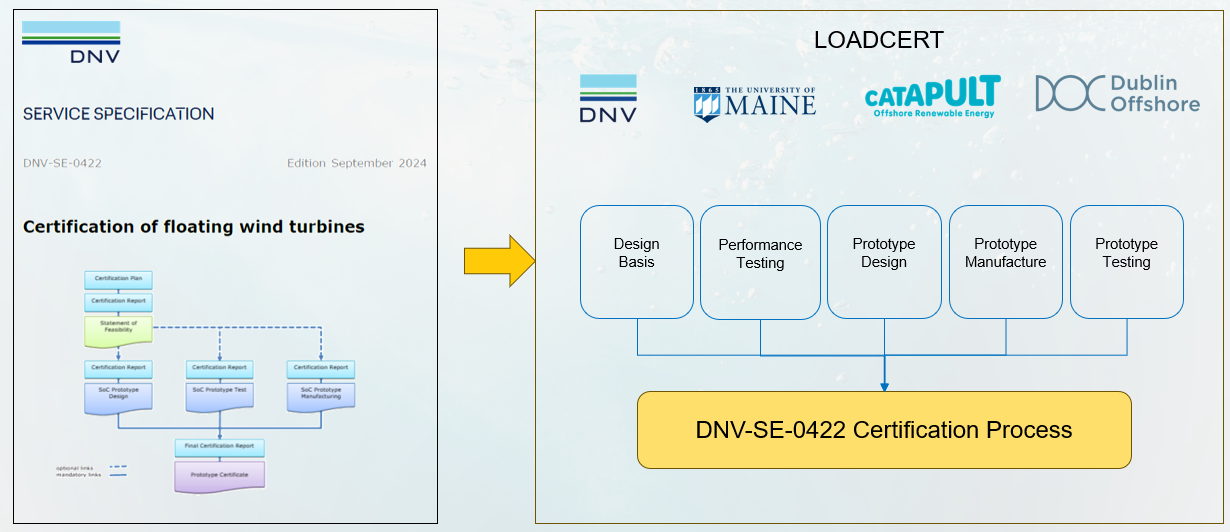 DNV
SERVICE SPECIFICATION
DNV-SE-0422 Edition September 2024
Certification of floating wind turbines
Certification Plan
Certification Report
Statement of
Feasibility
Certification Report Certification Report Certification Report
SoC Prototype
Design
SoC Prototype Test
SoC Prototype
Manufacturing
Final Certification Report
Prototype Certificate
optional links
mandatory links
LOADCERT
DNV
1865 THE UNIVERSITY OF
MAINE
CATAPULT
Offshore Renewable Energy
DOC Dublin
Offshore
Design
Basis
Performance
Testing
Prototype
Design
Prototype
Manufacture
Prototype
Testing
DNV-SE-0422 Certification Process